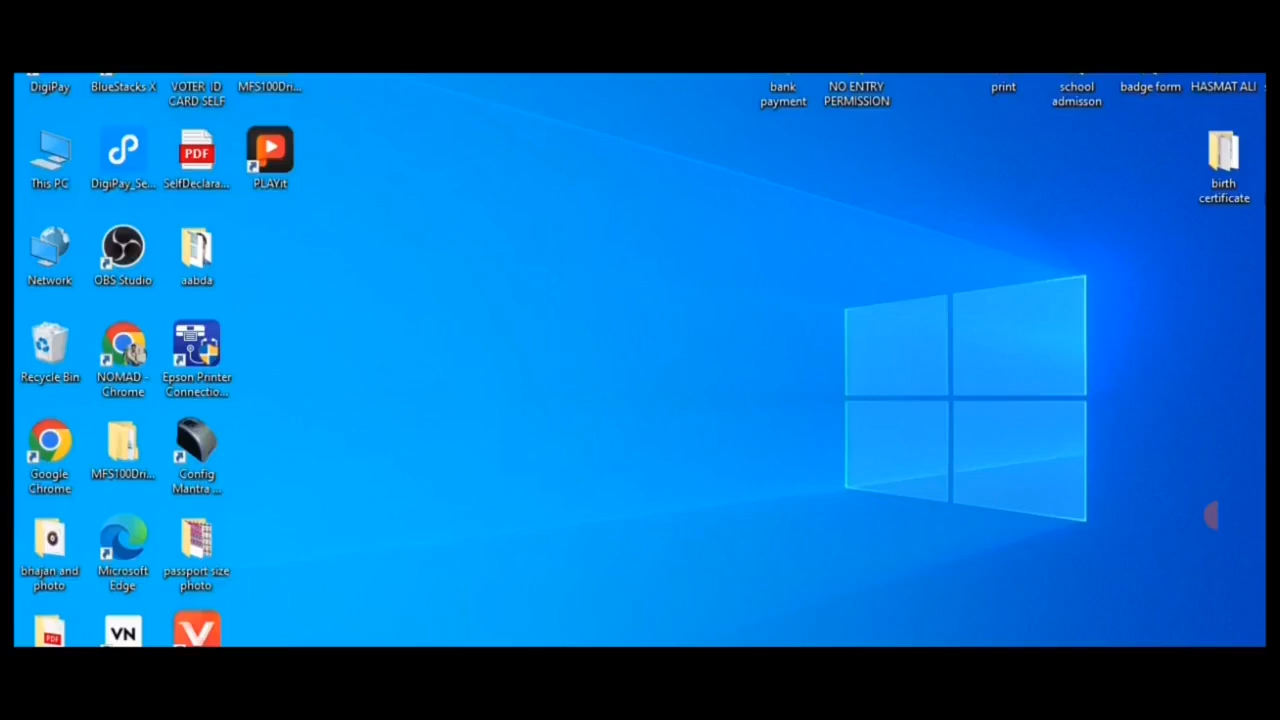 DigiPay
BlueStacks X
VOTER ID
CARD SELF
MFS100Dri...
bank
payment
NO ENTRY
PERMISSION
print
school
admisson
badge form
HASMAT ALI
This PC
DigiPay_Se...
PDF
SelfDeclara...
PLAYit
birth
certificate
Network
OBS Studio
aabda
Recycle Bin
NOMAD -
Chrome
Epson Printer
Connectio...
Google
Chrome
MFS100Dri...
Config
Mantra ...
bhajan and
photo
Microsoft
Edge
passport size
photo
PDF
VN